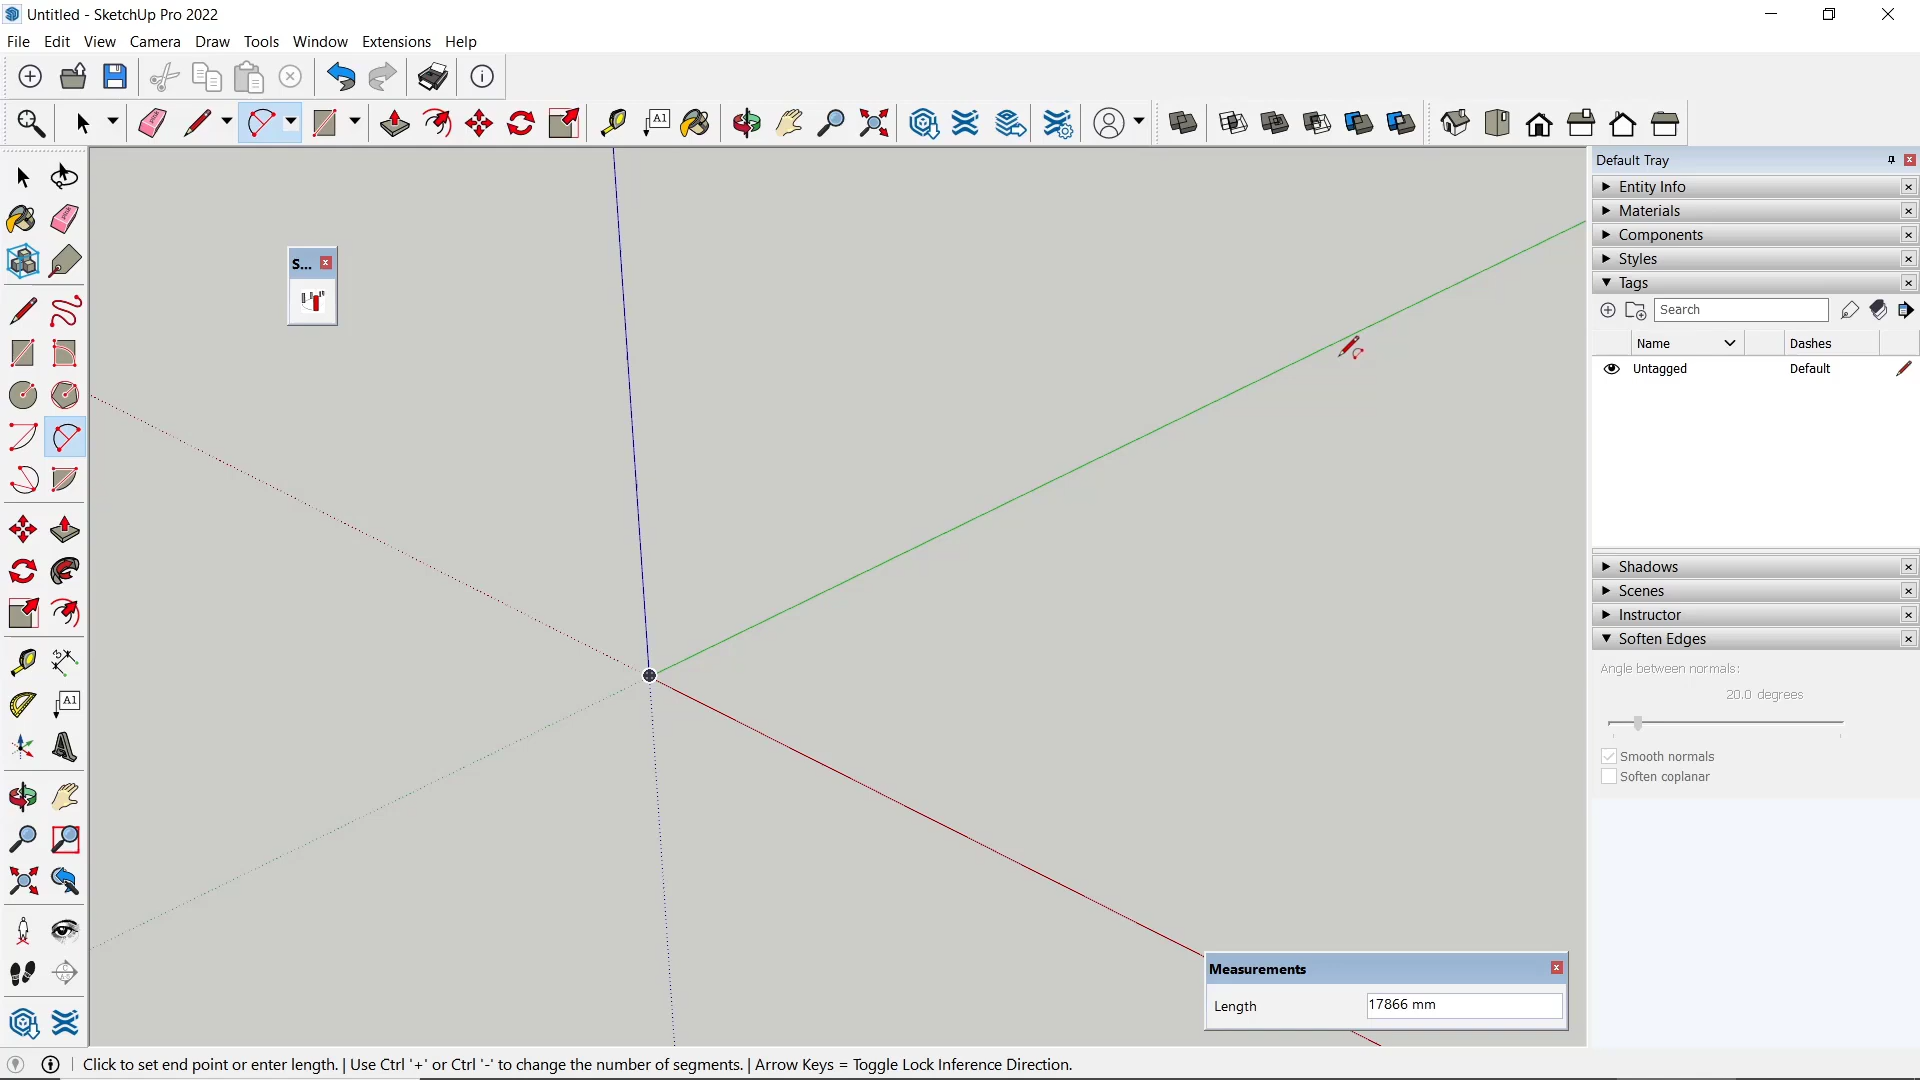 Untitled - SketchUp Pro 2022
File Edit View Camera Draw Tools Window Extensions Help
A1
Default Tray
Entity Info
Materials
Components
Styles
Tags
Search
Name Dashes
Untagged Default
S...
Shadows
Scenes
Instructor
Soften Edges
Angle between normals:
20.0 degrees
Smooth normals
Soften coplanar
A1
Measurements
Length 17866 mm
Click to set end point or enter length. | Use Ctrl '+' or Ctrl '-' to change the number of segments. | Arrow Keys = Toggle Lock Inference Direction.